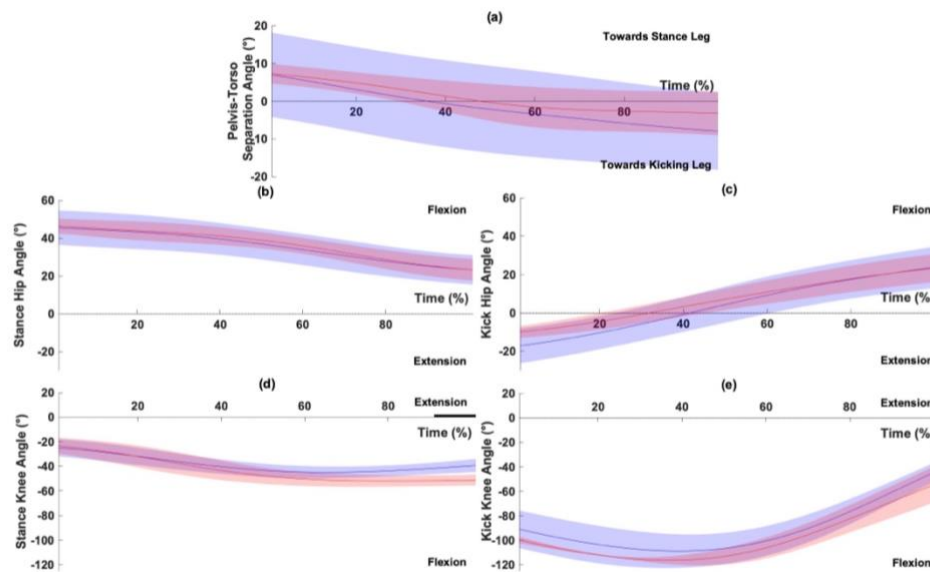 (a)
20
Towards Stance Leg
10
Time (%)
0
20
40
60
80
-10
Towards Kicking Leg
-20
Pelvis-Torso
Separation Angle (°)
(b)
60
Flexion
40
20
Time (%)
0
20
40
60
80
-20
Extension
Stance Hip Angle (°)
(c)
60
Flexion
40
20
Time (%)
0
20
40
60
80
-20
Extension
Kick Hip Angle (°)
(d)
20
Extension
0
20
40
60
80
Time (%)
-20
-40
-60
-80
-100
-120
Flexion
Stance Knee Angle (°)
(e)
20
Extension
0
20
40
60
80
Time (%
-20
-40
-60
-80
-100
-120
Flexion
Kick Knee Angle (°)